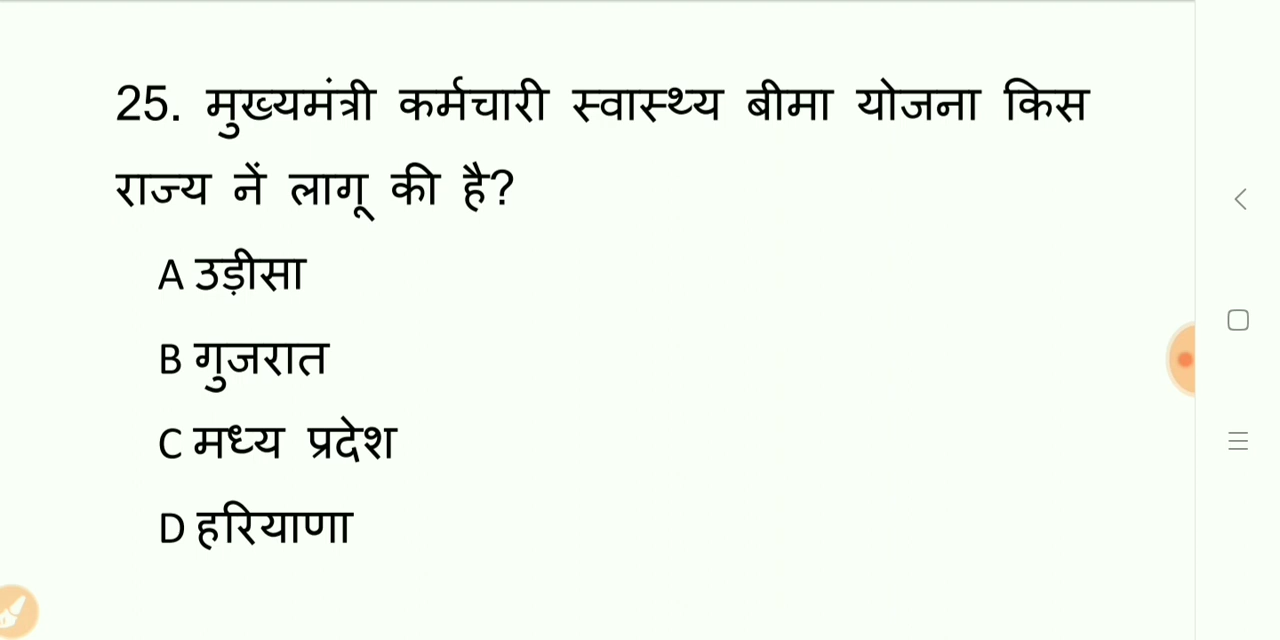 25. मुख्यमंत्री कर्मचारी स्वास्थ्य बीमा योजना किस
राज्य नें लागू की है?
A उड़ीसा
B गुजरात
C मध्य प्रदेश
D हरियाणा